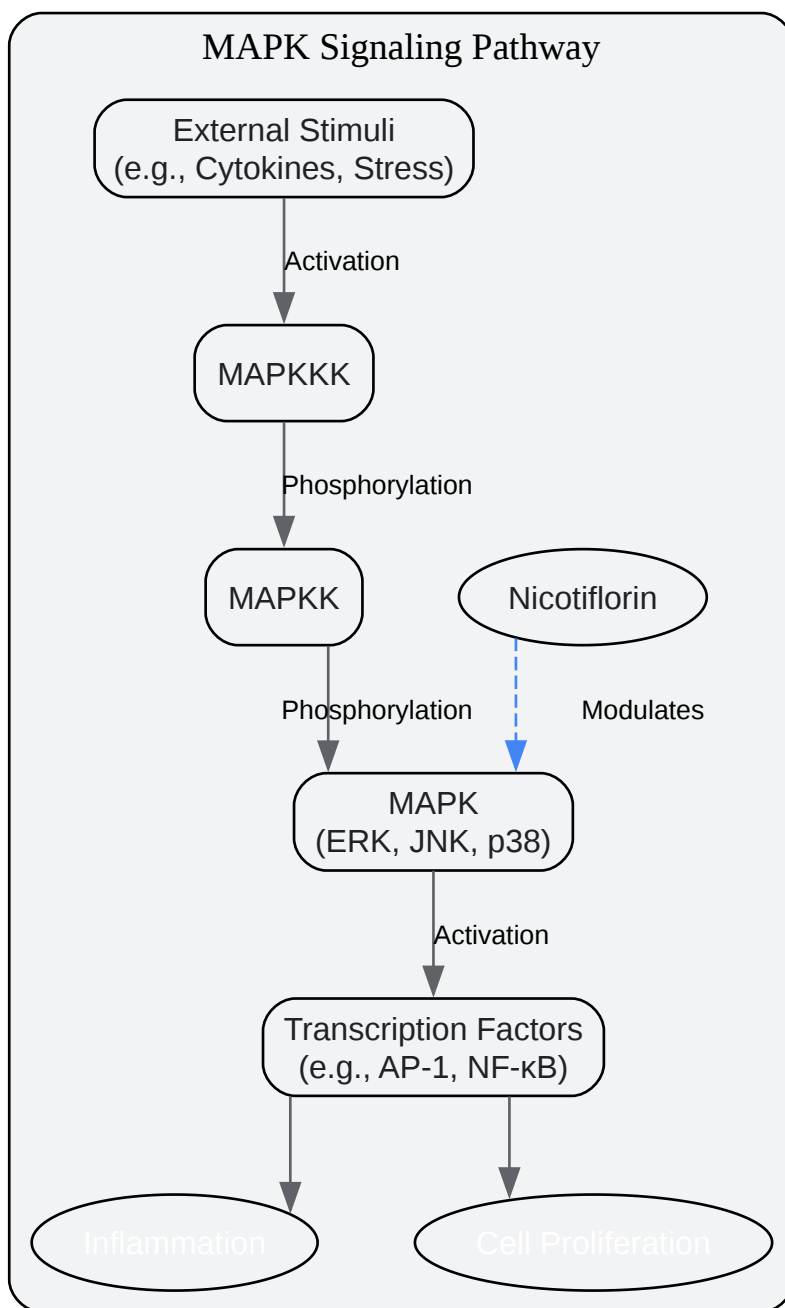 MAPK Signaling Pathway
External Stimuli
(e.g., Cytokines, Stress)
Activation
MAPKKK
Phosphorylation
MAPKK
Nicotiflorin
Phosphorylation
Modulates
MAPK
(ERK, JNK, p38)
Activation
Transcription Factors
(e.g., AP-1, NF-κB)
Inflammation
Cell Proliferation